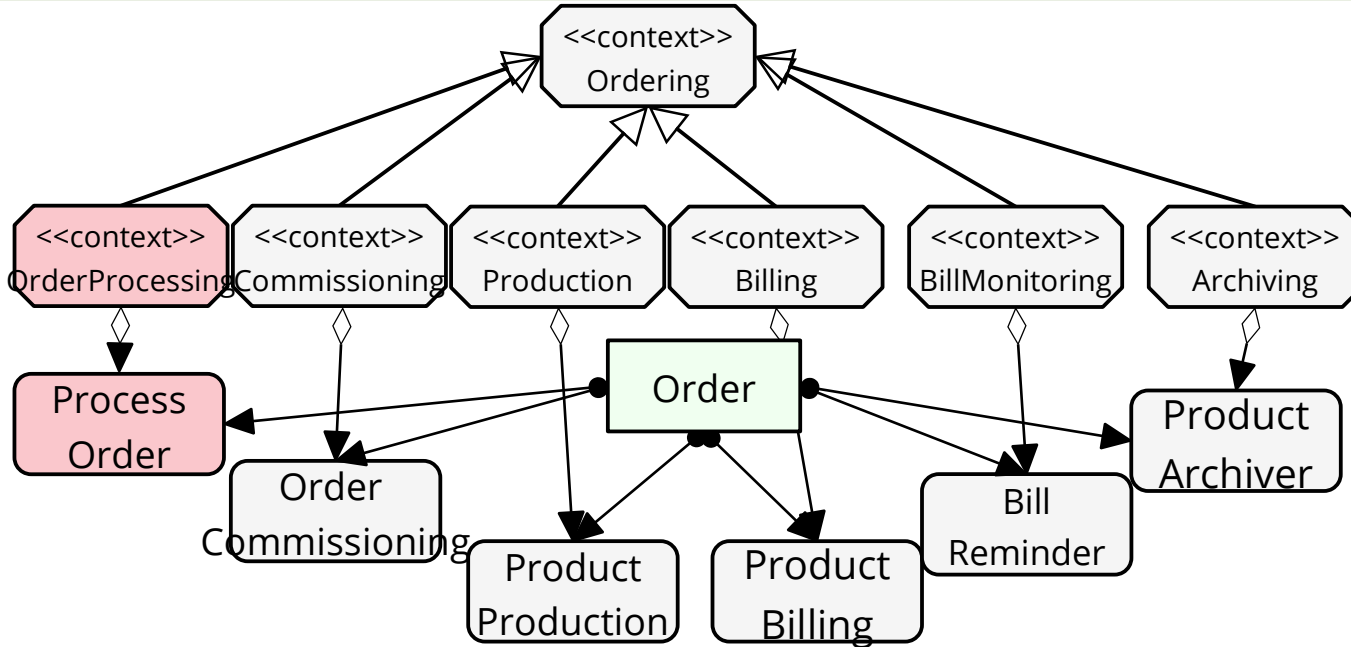 <<context>>
Ordering
<<context>>
OrderProcessing
<<context>>
Commissioning
<<context>>
Production
<<context>>
Billing
<<context>>
BillMonitoring
<<context>>
Archiving
Order
Process
Order
Order
Commissioning
Product
Production
Product
Billing
Bill
Reminder
Product
Archiver